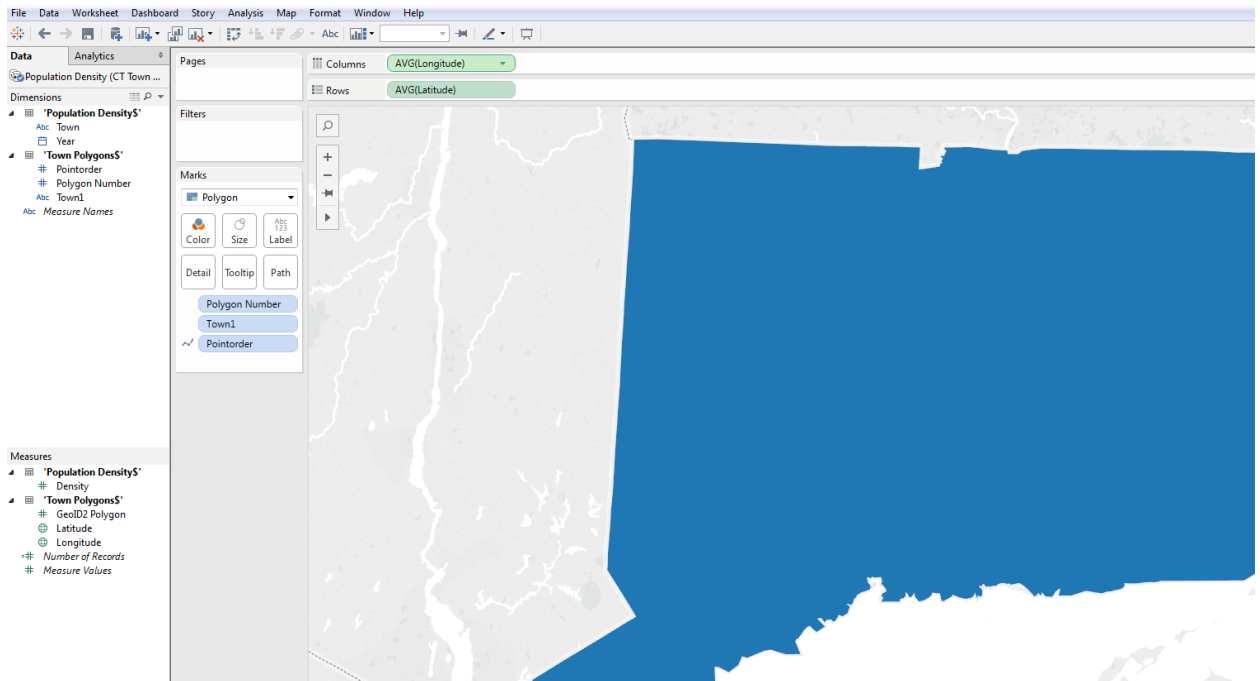 File Data Worksheet Dashboard Story Analysis Map Format Window Help
Abc
Data Analytics
Population Density (CT Town ...
Dimensions
'Population Density$'
Abc Town
Year
'Town Polygons$'
# Pointorder
# Polygon Number
Abc Town1
Abc Measure Names
Measures
'Population Density$'
# Density
'Town Polygons$'
# GeoID2 Polygon
Latitude
Longitude
# Number of Records
# Measure Values
Pages
Filters
Marks
Polygon
Abc
123
Color Size Label
Detail Tooltip Path
Polygon Number
Town1
Pointorder
Columns AVG(Longitude)
Rows AVG(Latitude)